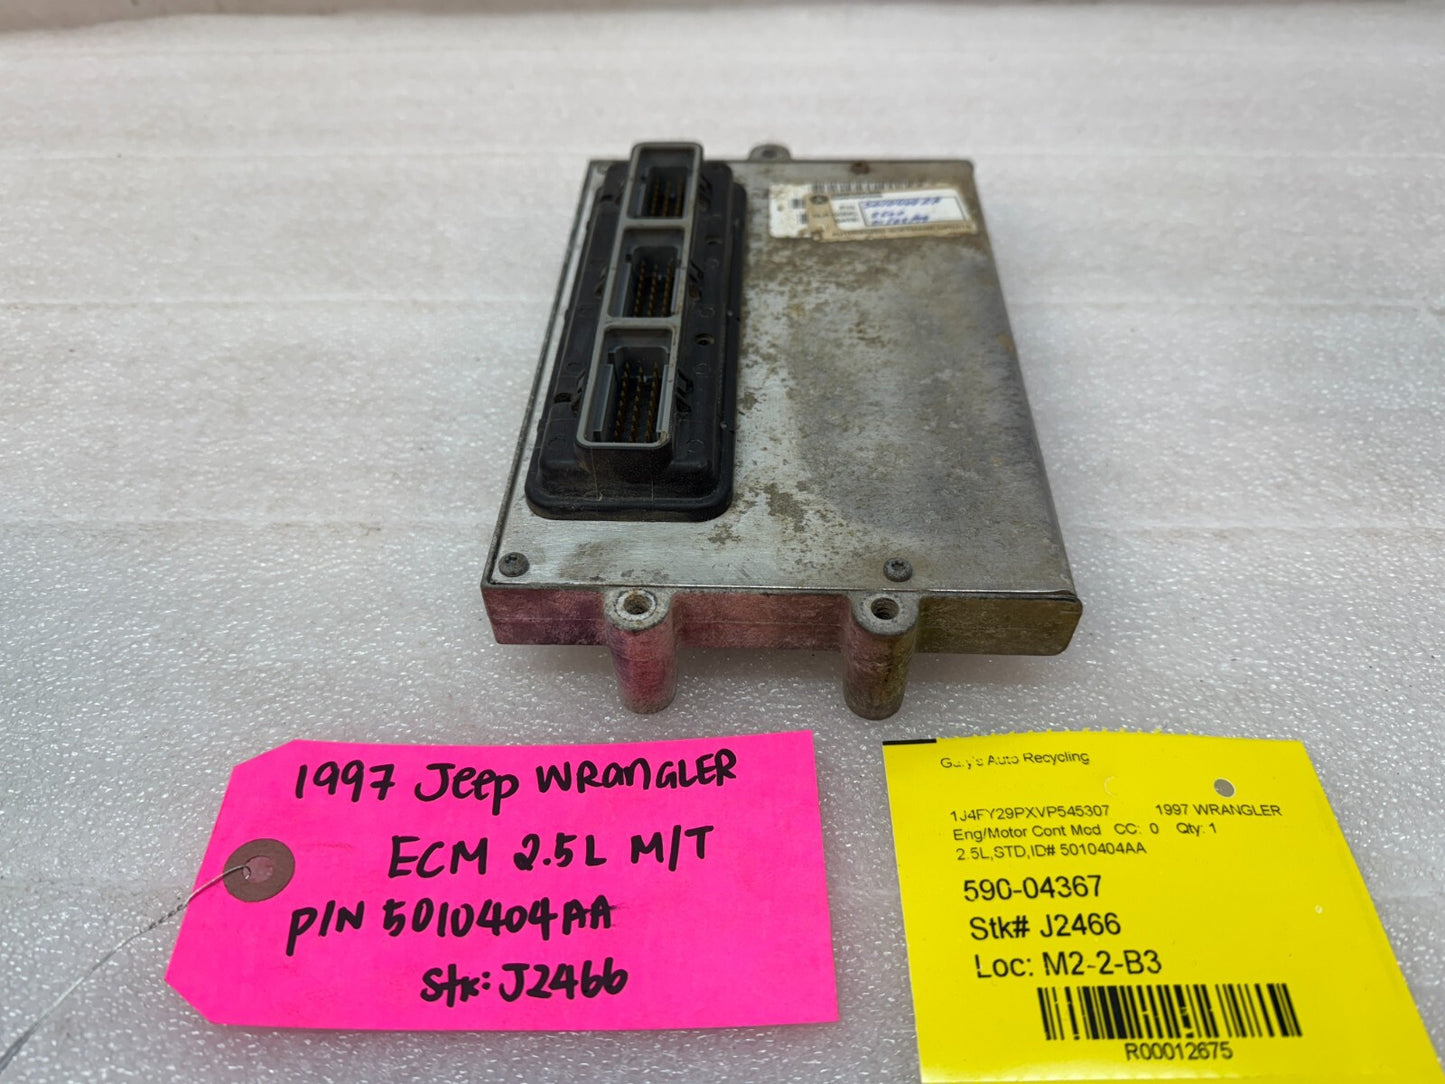 1997 Jeep WRANGLER
ECM 2.5L M/T
P/N 5010404AA
Stk: J2466
Gary's Auto Recycling
1J4FY29PXVP545307 1997 WRANGLER
Eng/Motor Cont Mod CC: 0 Qty: 1
2.5L,STD,ID# 5010404AA
590-04367
Stk# J2466
Loc: M2-2-B3
R00012675